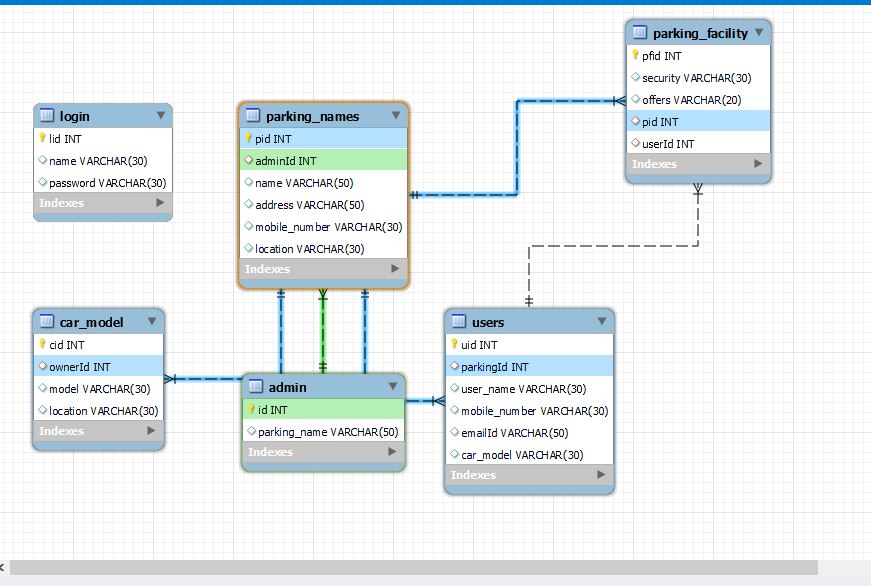 parking_facility
pfid INT
security VARCHAR(30)
offers VARCHAR(20)
pid INT
userId INT
Indexes
login
lid INT
name VARCHAR(30)
password VARCHAR(30)
Indexes
parking_names
pid INT
adminId INT
name VARCHAR(50)
address VARCHAR(50)
mobile_number VARCHAR(30)
location VARCHAR(30)
Indexes
car_model
cid INT
ownerId INT
model VARCHAR(30)
location VARCHAR(30)
Indexes
admin
id INT
parking_name VARCHAR(50)
Indexes
users
uid INT
parkingId INT
user_name VARCHAR(30)
mobile_number VARCHAR(30)
emailId VARCHAR(50)
car_model VARCHAR(30)
Indexes